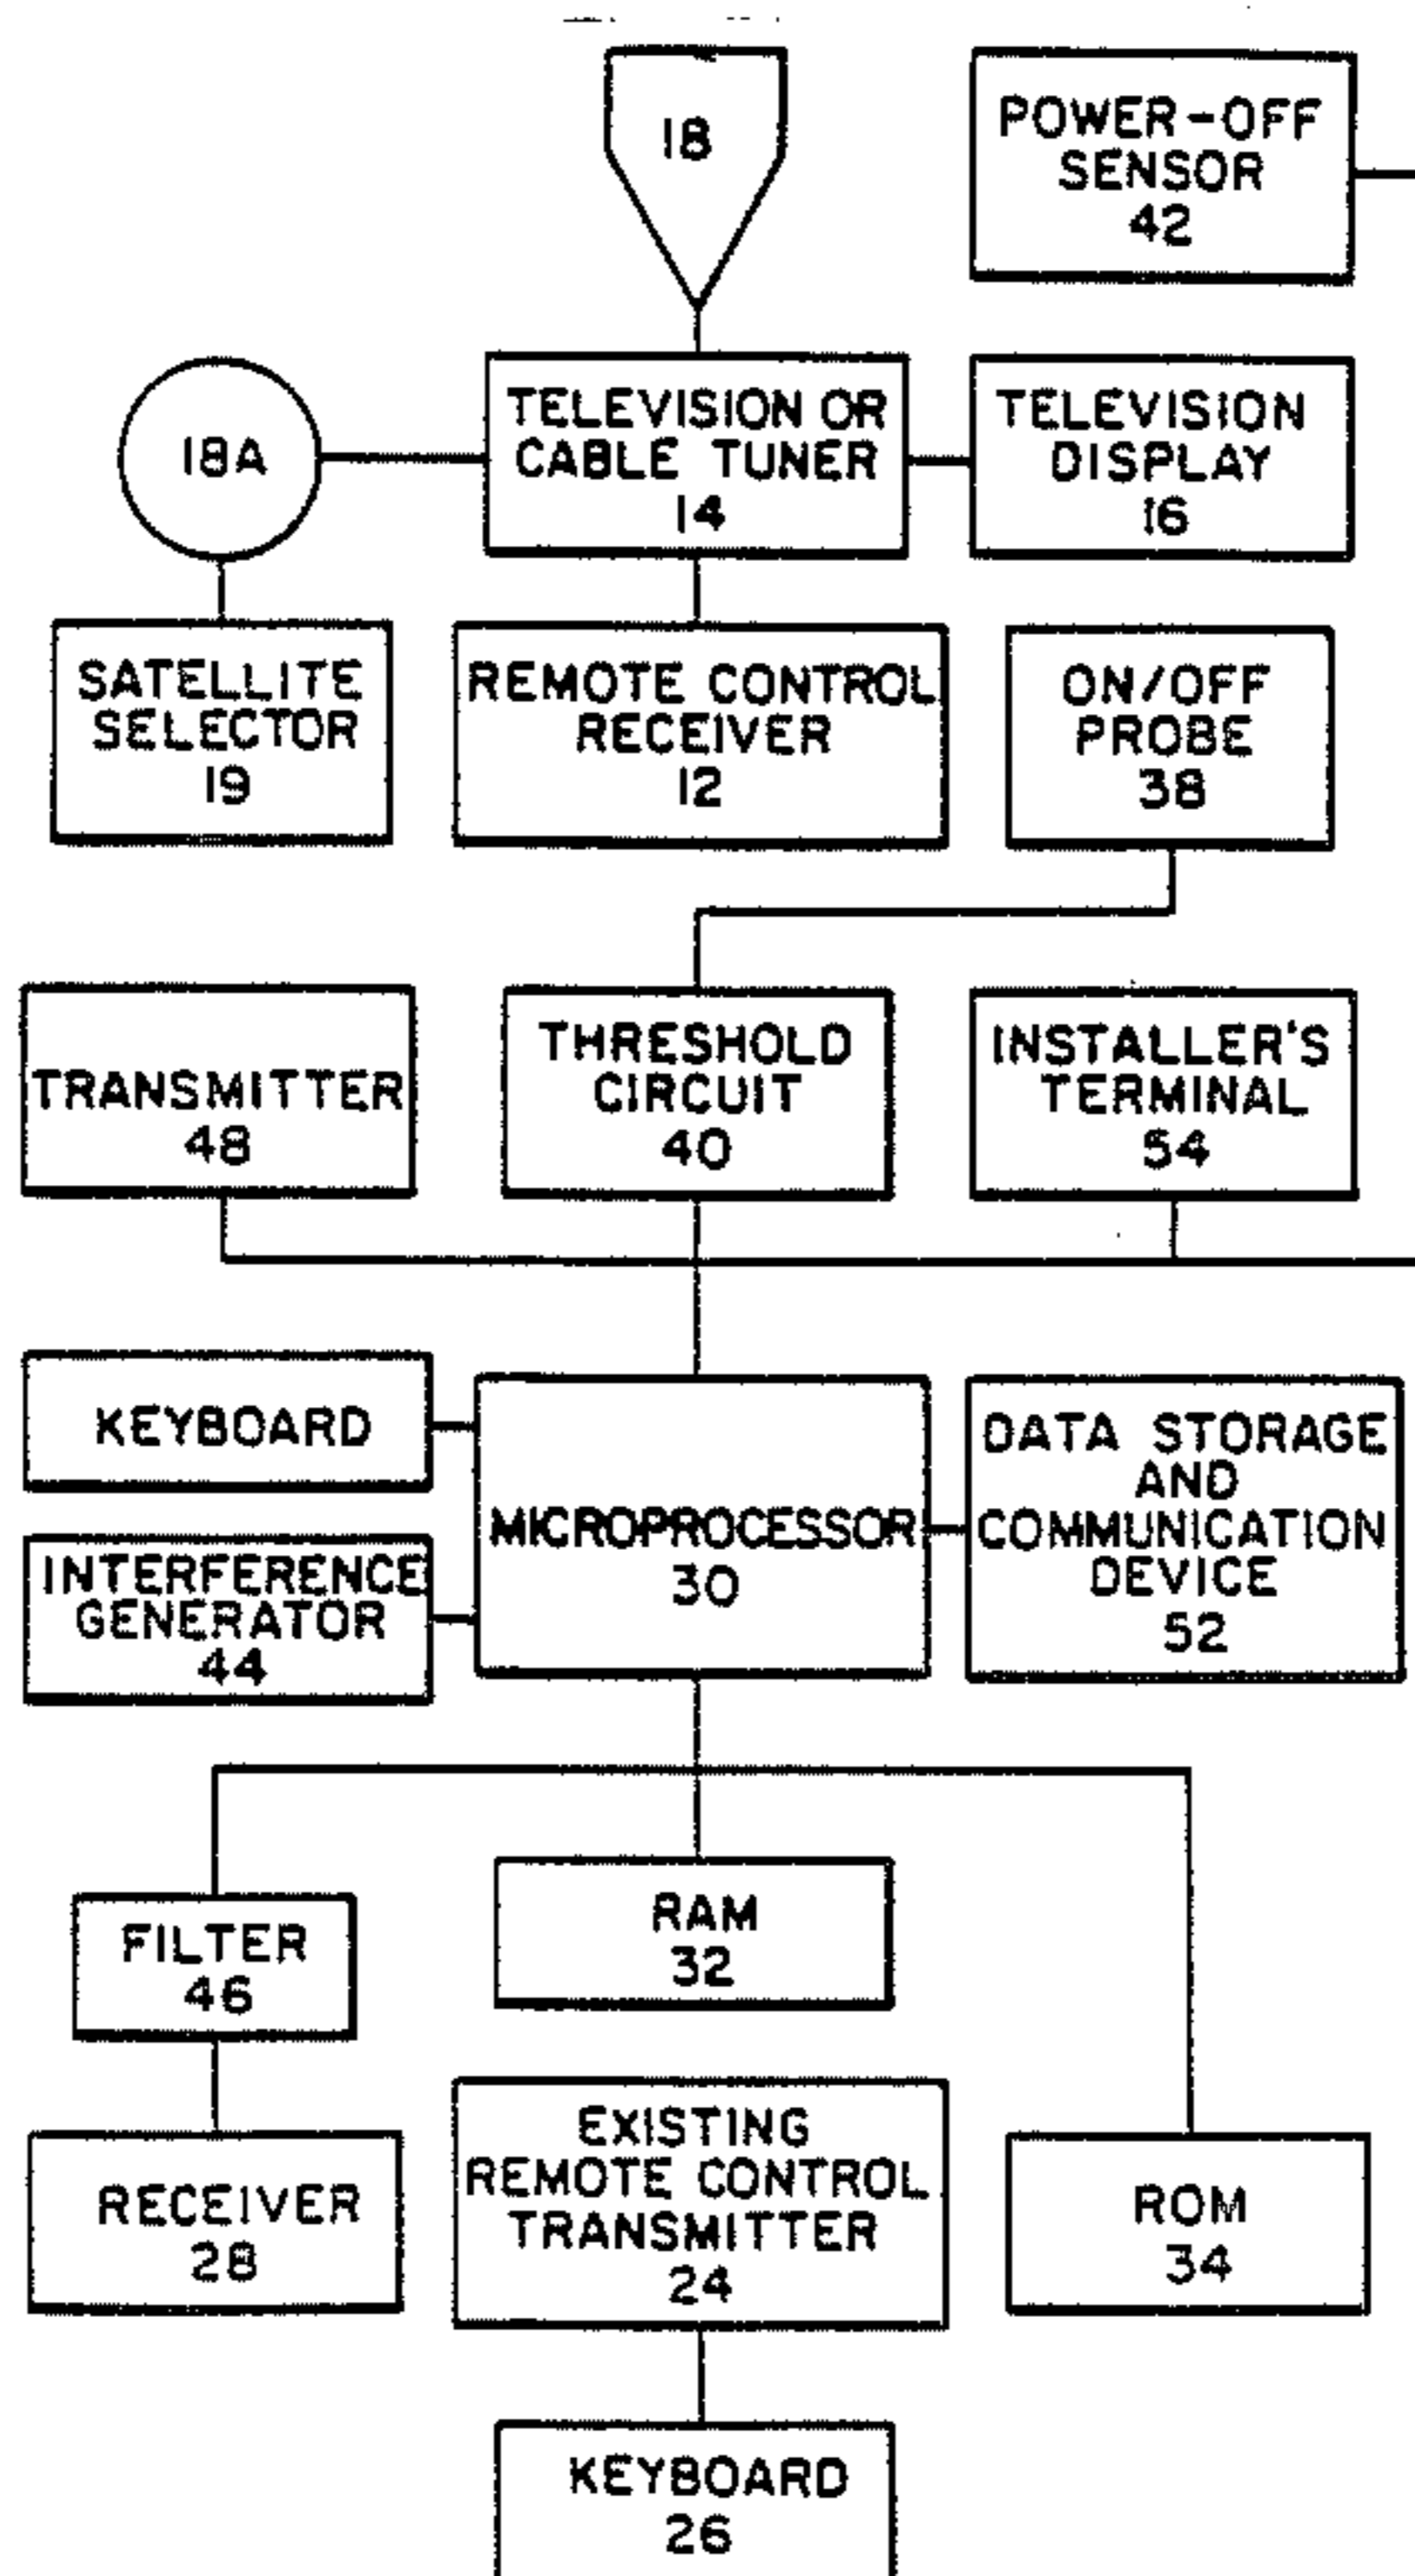 18
POWER-OFF
SENSOR
42
18A
TELEVISION OR
CABLE TUNER
14
TELEVISION
DISPLAY
16
SATELLITE
SELECTOR
19
REMOTE CONTROL
RECEIVER
12
ON/OFF
PROBE
38
TRANSMITTER
48
THRESHOLD
CIRCUIT
40
INSTALLER'S
TERMINAL
54
KEYBOARD
INTERFERENCE
GENERATOR
44
MICROPROCESSOR
30
DATA STORAGE
AND
COMMUNICATION
DEVICE
52
FILTER
46
RAM
32
RECEIVER
28
EXISTING
REMOTE CONTROL
TRANSMITTER
24
ROM
34
KEYBOARD
26